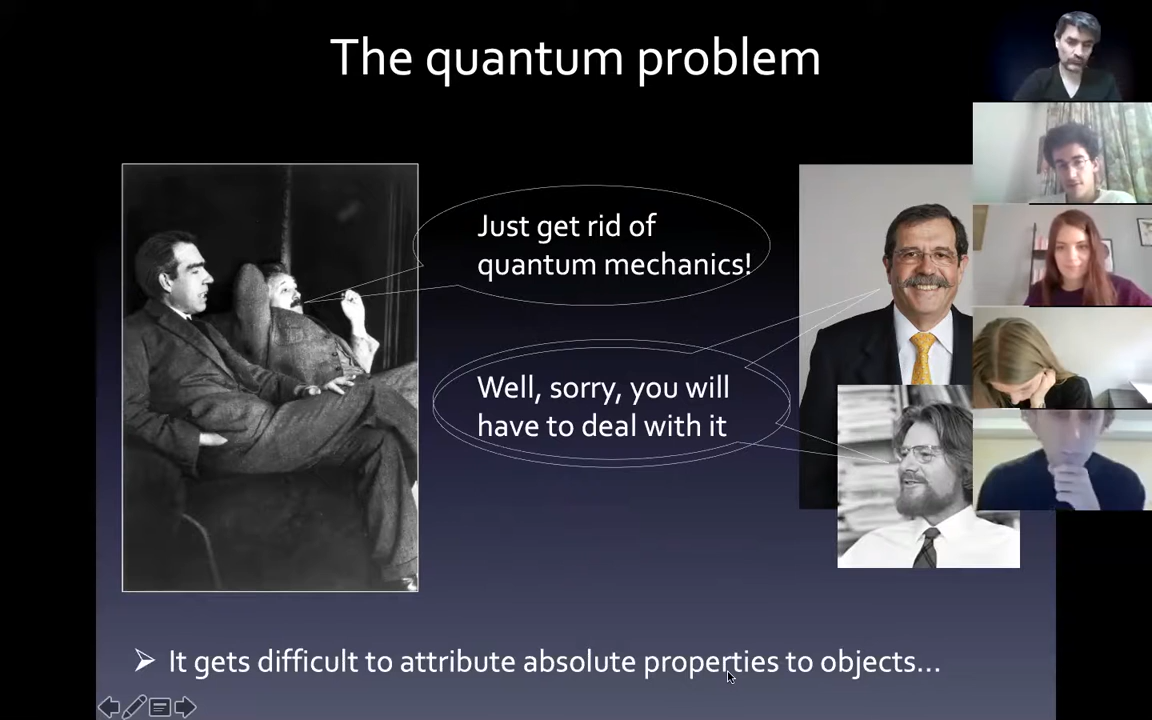 The quantum problem
Just get rid of
quantum mechanics!
Well, sorry, you will
have to deal with it
It gets difficult to attribute absolute properties to objects...